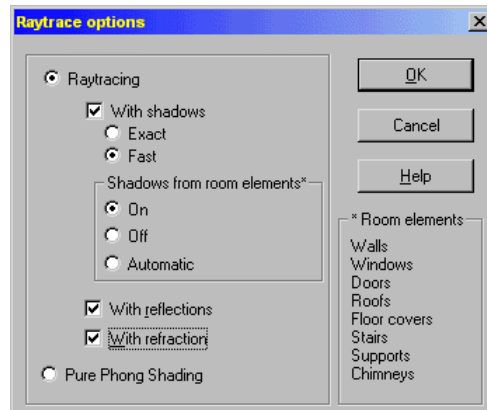 Raytrace options
Raytracing
With shadows
Exact
Fast
Shadows from room elements*
On
Off
Automatic
With reflections
With refraction
Pure Phong Shading
OK
Cancel
Help
* Room elements
Walls
Windows
Doors
Roofs
Floor covers
Stairs
Supports
Chimneys